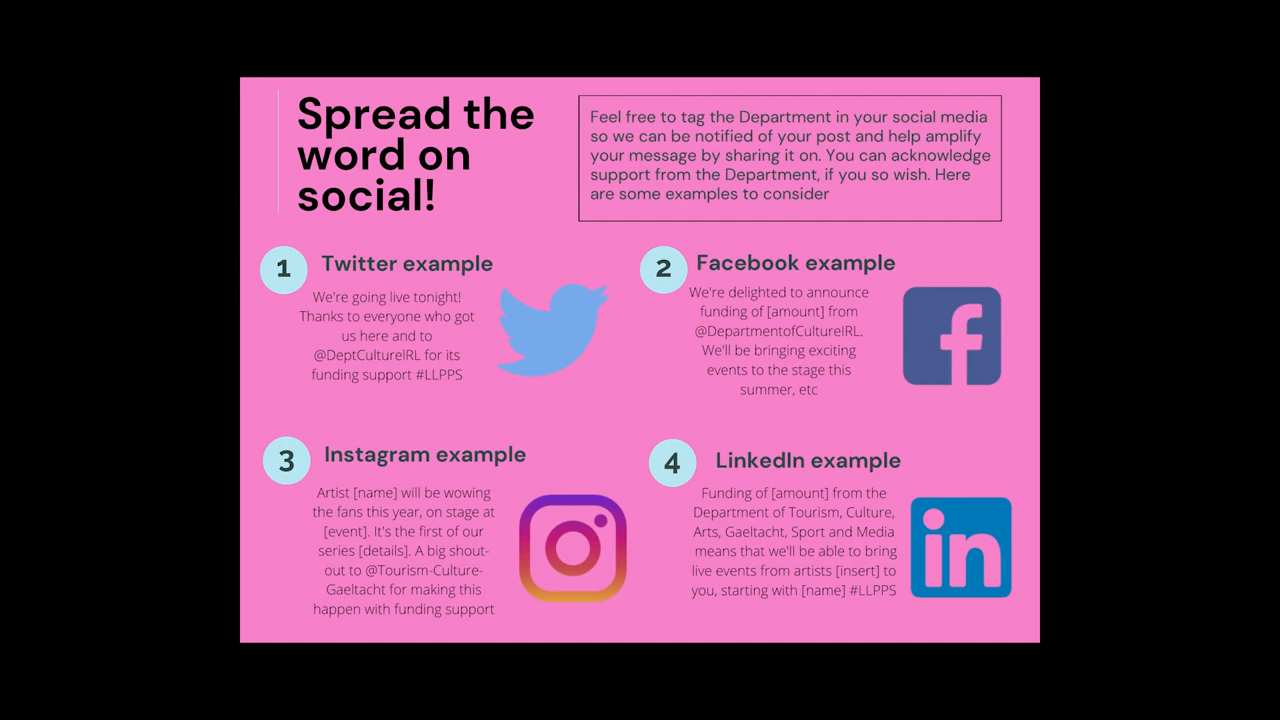 Spread the
word on
social!
Feel free to tag the Department in your social media
so we can be notified of your post and help amplify
your message by sharing it on. You can acknowledge
support from the Department, if you so wish. Here
are some examples to consider
1
Twitter example
We're going live tonight!
Thanks to everyone who got
us here and to
@DeptCultureIRL for its
funding support #LLPPS
2
Facebook example
We're delighted to announce
funding of [amount] from
@DepartmentofCultureIRL.
We'll be bringing exciting
events to the stage this
summer, etc
3
Instagram example
Artist [name] will be wowing
the fans this year, on stage at
[event]. It's the first of our
series [details]. A big shout-
out to @Tourism-Culture-
Gaeltacht for making this
happen with funding support
4
LinkedIn example
Funding of [amount] from the
Department of Tourism, Culture,
Arts, Gaeltacht, Sport and Media
means that we'll be able to bring
live events from artists [insert] to
you, starting with [name] #LLPPS
in